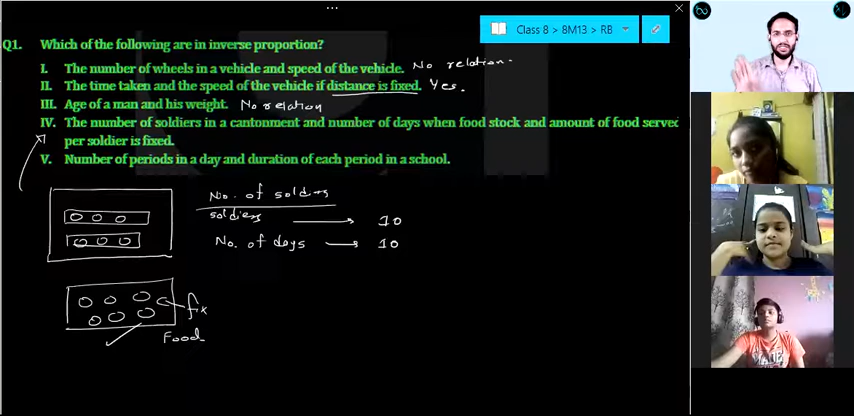 Class 8 > 8M13 > RB
Q1. Which of the following are in inverse proportion?
I. The number of wheels in a vehicle and speed of the vehicle. No relation.
II. The time taken and the speed of the vehicle if distance is fixed. Yes.
III. Age of a man and his weight. No relation
IV. The number of soldiers in a cantonment and number of days when food stock and amount of food served
per soldier is fixed.
V. Number of periods in a day and duration of each period in a school.
No. of soldiers
soldiers 10
No. of days 10
fix
Food